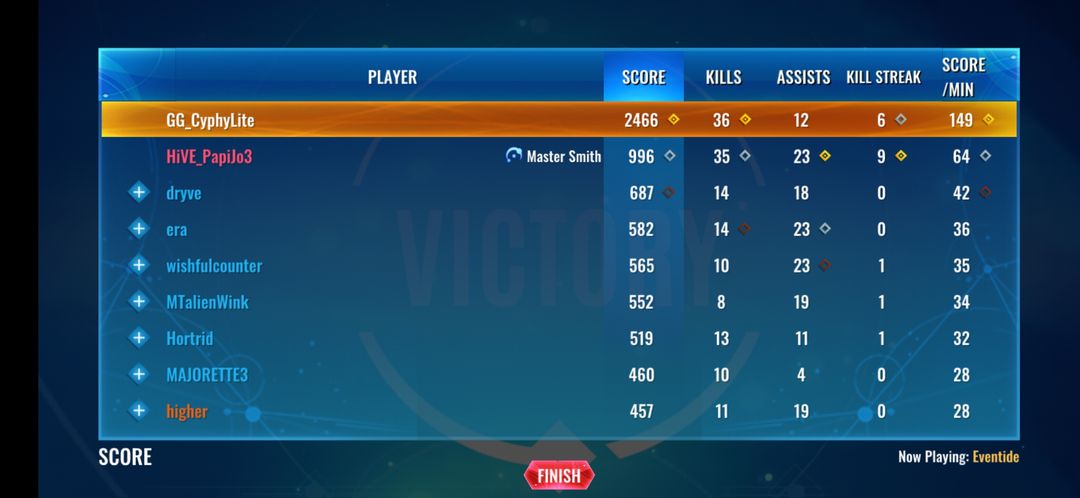 PLAYER SCORE KILLS ASSISTS KILL STREAK SCORE
/MIN
GG_CyphyLite 2466 36 12 6 149
HiVE_PapiJo3 Master Smith 996 35 23 9 64
dryve 687 14 18 0 42
era 582 14 23 0 36
wishfulcounter 565 10 23 1 35
VICTORY
MTalienWink 552 8 19 1 34
Hortrid 519 13 11 1 32
MAJORETTE3 460 10 4 0 28
higher 457 11 19 0 28
SCORE Now Playing: Eventide
FINISH